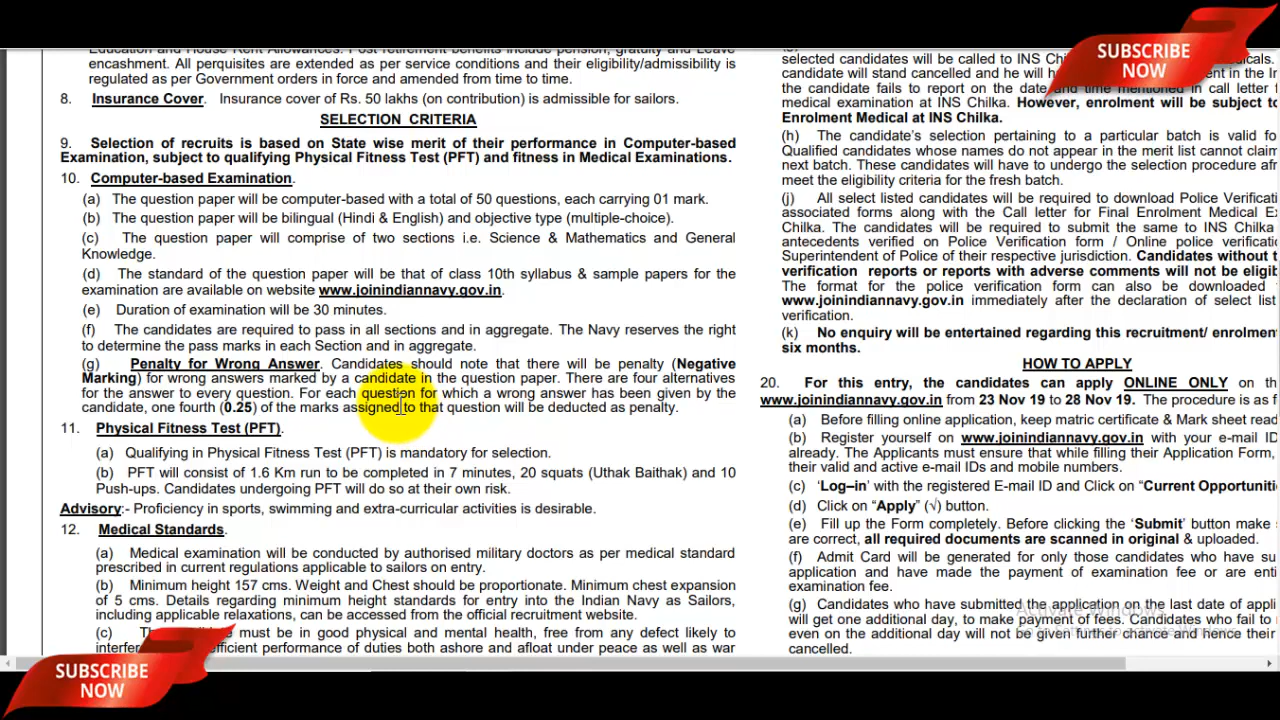 SUBSCRIBE
NOW
Education and House Rent Allowances. Post retirement benefits include pension, gratuity and Leave
encashment. All perquisites are extended as per service conditions and their eligibility/admissibility is
regulated as per Government orders in force and amended from time to time.
8. Insurance Cover. Insurance cover of Rs. 50 lakhs (on contribution) is admissible for sailors.
SELECTION CRITERIA
9. Selection of recruits is based on State wise merit of their performance in Computer-based
Examination, subject to qualifying Physical Fitness Test (PFT) and fitness in Medical Examinations.
10. Computer-based Examination.
(a) The question paper will be computer-based with a total of 50 questions, each carrying 01 mark.
(b) The question paper will be bilingual (Hindi & English) and objective type (multiple-choice).
(c) The question paper will comprise of two sections i.e. Science & Mathematics and General
Knowledge.
(d) The standard of the question paper will be that of class 10th syllabus & sample papers for the
examination are available on website www.joinindiannavy.gov.in.
(e) Duration of examination will be 30 minutes.
(f) The candidates are required to pass in all sections and in aggregate. The Navy reserves the right
to determine the pass marks in each Section and in aggregate.
(g) Penalty for Wrong Answer. Candidates should note that there will be penalty (Negative
Marking) for wrong answers marked by a candidate in the question paper. There are four alternatives
for the answer to every question. For each question for which a wrong answer has been given by the
candidate, one fourth (0.25) of the marks assigned to that question will be deducted as penalty.
11. Physical Fitness Test (PFT).
(a) Qualifying in Physical Fitness Test (PFT) is mandatory for selection.
(b) PFT will consist of 1.6 Km run to be completed in 7 minutes, 20 squats (Uthak Baithak) and 10
Push-ups. Candidates undergoing PFT will do so at their own risk.
Advisory:- Proficiency in sports, swimming and extra-curricular activities is desirable.
12. Medical Standards.
(a) Medical examination will be conducted by authorised military doctors as per medical standard
prescribed in current regulations applicable to sailors on entry.
(b) Minimum height 157 cms. Weight and Chest should be proportionate. Minimum chest expansion
of 5 cms. Details regarding minimum height standards for entry into the Indian Navy as Sailors,
including applicable relaxations, can be accessed from the official recruitment website.
(c) must be in good physical and mental health, free from any defect likely to
efficient performance of duties both ashore and afloat under peace as well as war
selected candidates will be called to INS
candidate will stand cancelled and he will in the
the candidate fails to report on the date and time mentioned in call letter
medical examination at INS Chilka. However, enrolment will be subject to
Enrolment Medical at INS Chilka.
(h) The candidate's selection pertaining to a particular batch is valid
Qualified candidates whose names do not appear in the merit list cannot claim
next batch. These candidates will have to undergo the selection procedure
meet the eligibility criteria for the fresh batch.
(j) All select listed candidates will be required to download Police
associated forms along with the Call letter for Final Enrolment Medical
Chilka. The candidates will be required to submit the same to INS Chilka
antecedents verified on Police Verification form / Online police
Superintendent of Police of their respective jurisdiction. Candidates without
verification reports or reports with adverse comments will not be
The format for the police verification form can also be downloaded
www.joinindiannavy.gov.in immediately after the declaration of select list
verification.
(k) No enquiry will be entertained regarding this recruitment/
six months.
HOW TO APPLY
20. For this entry, the candidates can apply ONLINE ONLY on
www.joinindiannavy.gov.in from 23 Nov 19 to 28 Nov 19. The procedure is as
(a) Before filling online application, keep matric certificate & Mark sheet
(b) Register yourself on www.joinindiannavy.gov.in with your e-mail ID
already. The Applicants must ensure that while filling their Application Form,
their valid and active e-mail IDs and mobile numbers.
(c) 'Log–in' with the registered E-mail ID and Click on "Current
(d) Click on "Apply" (√) button.
(e) Fill up the Form completely. Before clicking the 'Submit' button make
are correct, all required documents are scanned in original & uploaded.
(f) Admit Card will be generated for only those candidates who have
application and have made the payment of examination fee or are
examination fee.
(g) Candidates who have submitted the application on the last date of
will get one additional day, to make payment of fees. Candidates who fail to
even on the additional day will not be given further chance and hence their
cancelled.
Activate Windows
Go to Settings to activate Windows.
SUBSCRIBE
NOW